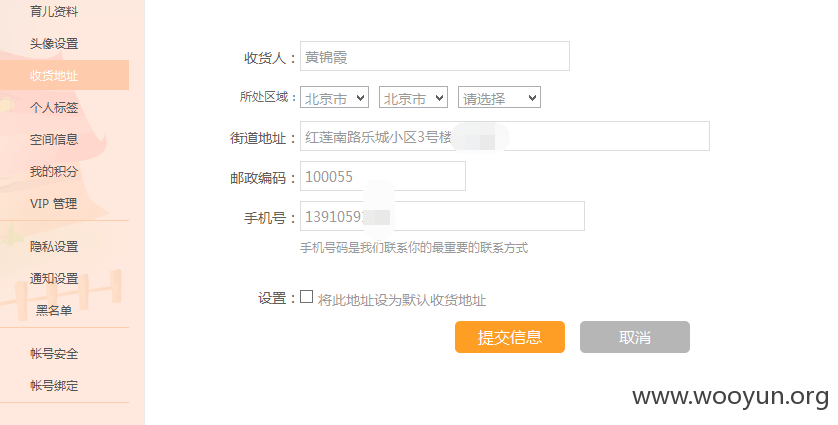 育儿资料
头像设置
收货地址
个人标签
空间信息
我的积分
VIP 管理
隐私设置
通知设置
黑名单
帐号安全
帐号绑定
收货人：黄锦霞
所处区域：北京市 北京市 请选择
街道地址：红莲南路乐城小区3号楼
邮政编码：100055
手机号：1391059
手机号码是我们联系你的最重要的联系方式
设置：将此地址设为默认收货地址
提交信息 取消
www.wooyun.org